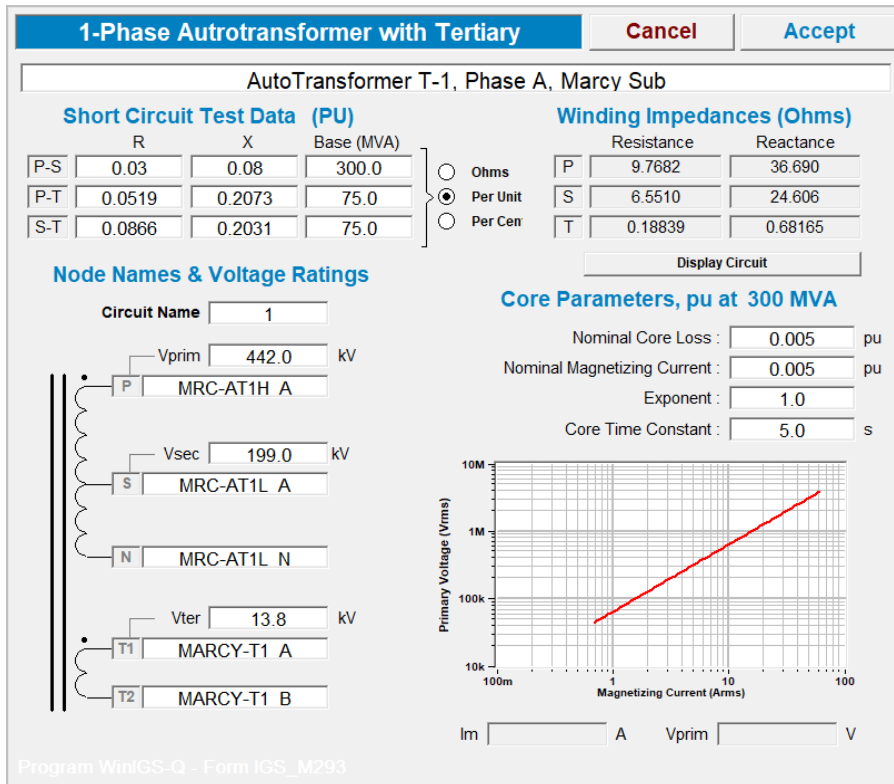 1-Phase Autrotransformer with Tertiary
Cancel
Accept
AutoTransformer T-1, Phase A, Marcy Sub
Short Circuit Test Data (PU)
R X Base (MVA)
P-S 0.03 0.08 300.0
P-T 0.0519 0.2073 75.0
S-T 0.0866 0.2031 75.0
Ohms
Per Unit
Per Cen
Winding Impedances (Ohms)
Resistance Reactance
P 9.7682 36.690
S 6.5510 24.606
T 0.18839 0.68165
Display Circuit
Node Names & Voltage Ratings
Circuit Name 1
Vprim 442.0 kV
P MRC-AT1H_A
Vsec 199.0 kV
S MRC-AT1L_A
N MRC-AT1L_N
Vter 13.8 kV
T1 MARCY-T1_A
T2 MARCY-T1_B
Core Parameters, pu at 300 MVA
Nominal Core Loss : 0.005 pu
Nominal Magnetizing Current : 0.005 pu
Exponent : 1.0
Core Time Constant : 5.0 s
10M
1M
100k
10k
Primary Voltage (Vrms)
100m 1 10 100
Magnetizing Current (Arms)
Im A Vprim V
Program WinIGS-Q - Form IGS_M293